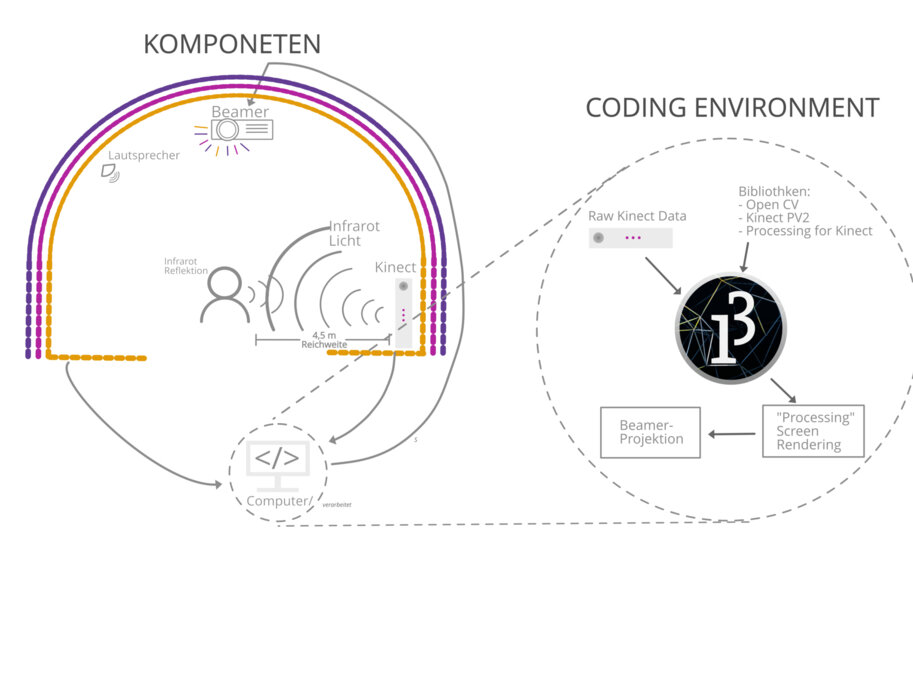 KOMPONETEN
Beamer
Lautsprecher
Infrarot
Licht
Infrarot
Reflektion
Kinect
4,5 m
Reichweite
</>
Computer/
verarbeitet
s
CODING ENVIRONMENT
Raw Kinect Data
Bibliothken:
- Open CV
- Kinect PV2
- Processing for Kinect
13
"Processing"
Screen
Rendering
Beamer-
Projektion